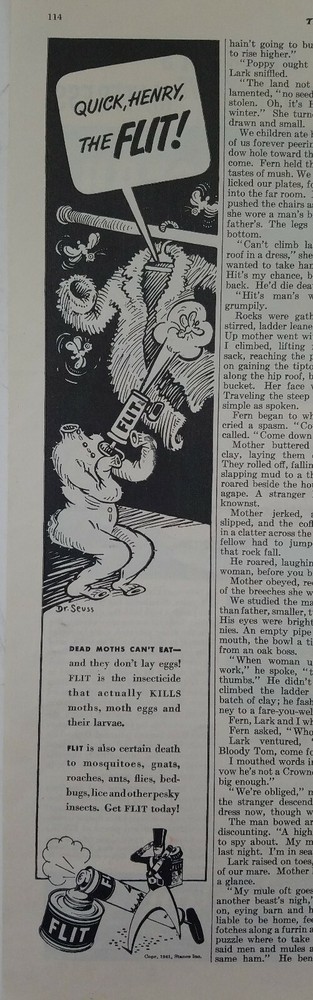 114
T
QUICK, HENRY,
THE FLIT!
FLIT
Dr. Seuss
DEAD MOTHS CAN'T EAT—
and they don't lay eggs!
FLIT is the insecticide
that actually KILLS
moths, moth eggs and
their larvae.
FLIT is also certain death
to mosquitoes, gnats,
roaches, ants, flies, bed-
bugs, lice and other pesky
insects. Get FLIT today!
FLIT
Copr. 1941, Stanco Inc.
hain't going to bu
to rise higher."
"Poppy ought
Lark sniffled.
"The land not
lamented, "no seed
stolen. Oh, it's H
winter." She turn
drawn and small.
We children ate
of us forever peerin
dow hole toward th
come. Fern held th
tastes of mush. We
licked our plates, fo
into the far room.
pushed the chairs a
she wore a man's b
father's. The legs
bottom.
"Can't climb la
roof in a dress," she
wanted to take har
Hit's my chance, b
back. He'd die dea
"Hit's man's w
grumpily.
Rocks were gath
stirred, ladder leane
Up mother went wi
I climbed, lifting
sack, reaching the p
on gaining the tipto
along the hip roof, b
bucket. Her face w
Traveling the steep
simple as spoken.
Fern began to wh
cried a spasm. "Co
called. "Come down
Mother buttered
clay, laying them
They rolled off, fallin
slapping mud to a th
roared beside the ho
agape. A stranger
knownst.
Mother jerked, a
slipped, and the coff
in a clatter across the
fellow had to jump
that rock fall.
He roared, laughin
woman, before you b
Mother obeyed, re
of the breeches she w
We studied the ma
than father, smaller, t
His eyes were bright
nies. An empty pipe
mouth, the bowl a ti
from an oak boss.
"When woman u
work," he spoke, "t
thumbs." He didn't
climbed the ladder
batch of clay; he fash
ney to a fare-you-wel
Fern, Lark and I wh
Fern asked, "Who
Lark ventured, "
Bloody Tom, come fo
I mouthed words in
vow he's not a Crown
big enough."
"We're obliged," m
the stranger descend
dress now, though w
The man bowed ar
discounting. "A high
to spy about. My m
last night. I'm in sea
Lark raised on toes,
of our mare. Mother
a glance.
"My mule oft goes
another beast's nigh,"
on, eying barn and h
liable to be home, fee
fotches along a furrin a
puzzle where to take
said men and mules a
same ham." He ben